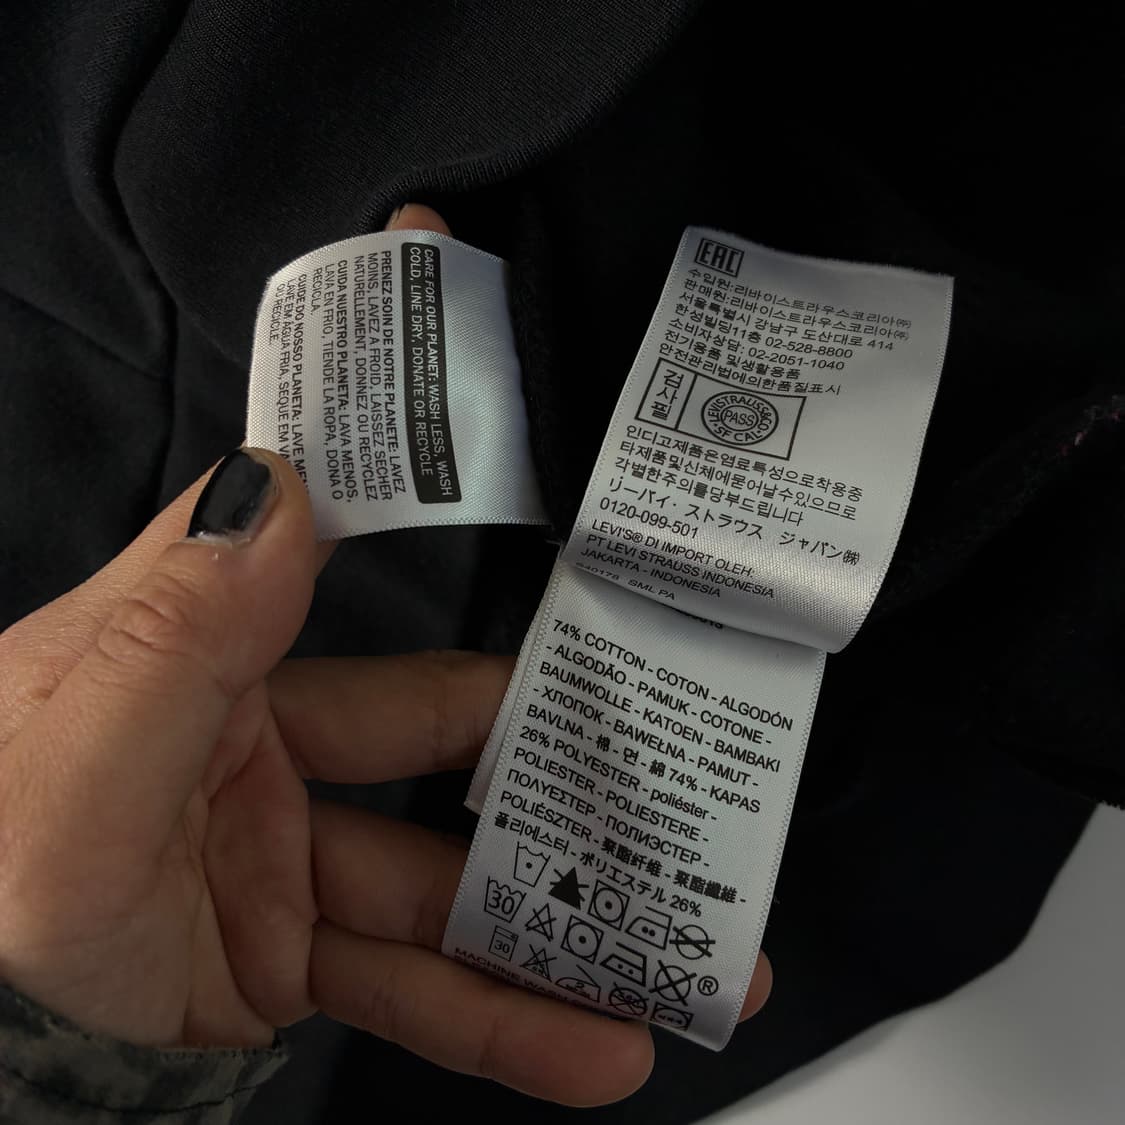 CARE FOR OUR PLANET: WASH LESS, WASH
COLD, LINE DRY, DONATE OR RECYCLE
PRENEZ SOIN DE NOTRE PLANETE: LAVEZ
MOINS, LAVEZ A FROID, LAISSEZ SECHER
NATURELLEMENT, DONNEZ OU RECYCLEZ
CUIDA NUESTRO PLANETA: LAVA MENOS,
LAVA EN FRIO, TIENDE LA ROPA, DONA O
RECICLA.
CUIDE DO NOSSO PLANETA: LAVE
LAVE EM ÁGUA FRIA, SEQUE EM
OU RECICLE.
EAC
수입원:리바이스트라우스코리아㈜
판매원:리바이스트라우스코리아㈜
서울특별시 강남구 도산대로 414
한성빌딩11층 02-528-8800
소비자상담: 02-2051-1040
전기용품 및생활용품
안전관리법에의한품질표시
검사필
LEVI STRAUSS & CO
PASS
SF CAL
인디고제품은염료특성으로착용중
타제품및신체에묻어날수있으므로
각별한주의를당부드립니다
リーバイ・ストラウス ジャパン㈱
0120-099-501
LEVI'S® DI IMPORT OLEH:
PT LEVI STRAUSS INDONESIA
JAKARTA - INDONESIA
SML PA
74% COTTON - COTON - ALGODÓN
- ALGODÃO - PAMUK - COTONE -
BAUMWOLLE - KATOEN - BAMBAKI
- ХЛОПОК - BAWEŁNA - PAMUT -
BAVLNA - 棉 - 면 - 綿 74% - KAPAS
26% POLYESTER - poliéster -
POLIESTER - POLIESTERE -
ΠΟΛΥΕΣΤΕΡ - ПОЛИЭСТЕР -
POLIÉSZTER - 聚酯纤维 - 聚酯纖維 -
폴리에스터 - ポリエステル 26%
30
®
30
MACHINE WASH